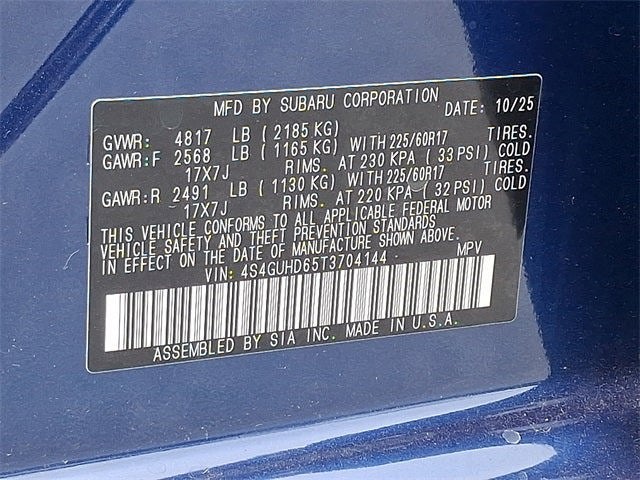 MFD BY SUBARU CORPORATION DATE: 10/25
GVWR: 4817 LB (2185 KG)
GAWR:F 2568 LB (1165 KG) WITH 225/60R17 TIRES.
17X7J RIMS. AT 230 KPA (33 PSI) COLD
GAWR:R 2491 LB (1130 KG) WITH 225/60R17 TIRES.
17X7J RIMS. AT 220 KPA (32 PSI) COLD
THIS VEHICLE CONFORMS TO ALL APPLICABLE FEDERAL MOTOR
VEHICLE SAFETY AND THEFT PREVENTION STANDARDS
IN EFFECT ON THE DATE OF MANUFACTURE SHOWN ABOVE.
VIN: 4S4GUHD65T3704144 MPV
ASSEMBLED BY SIA INC. MADE IN U.S.A.